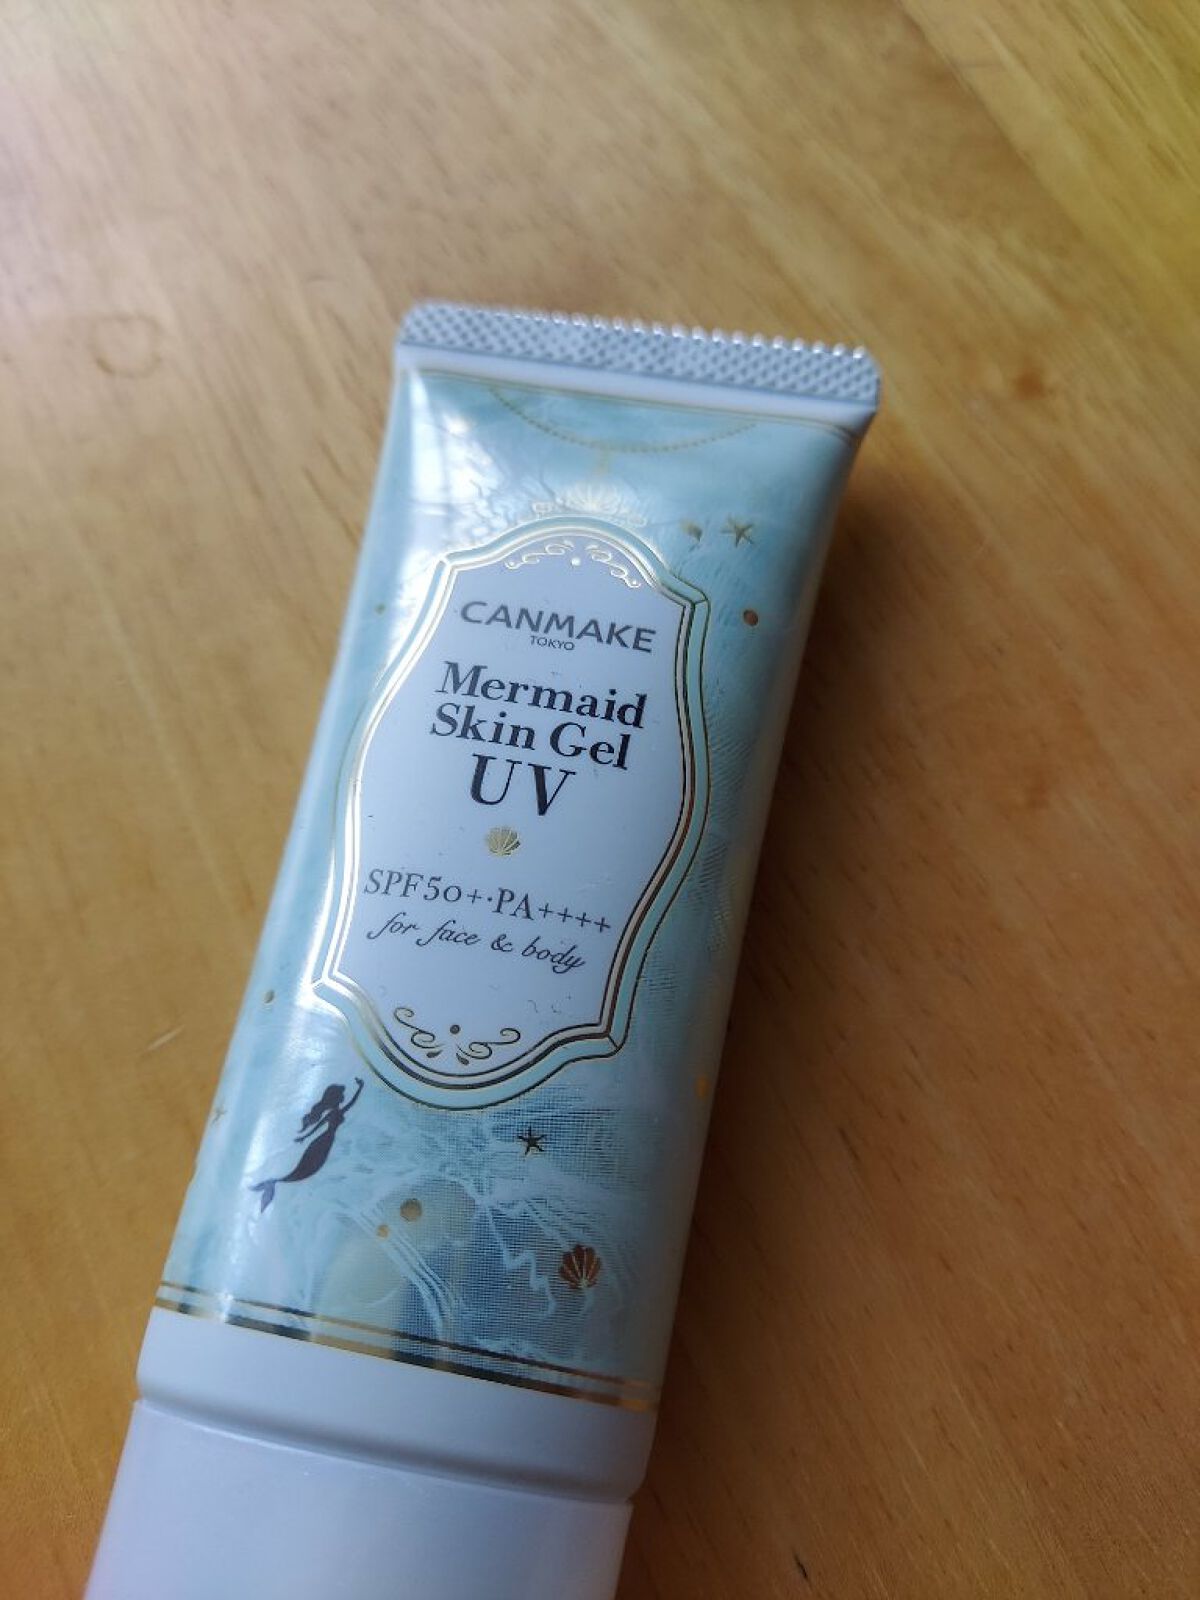 CANMAKE
TOKYO
Mermaid
Skin Gel
UV
SPF50+·PA++++
for face & body